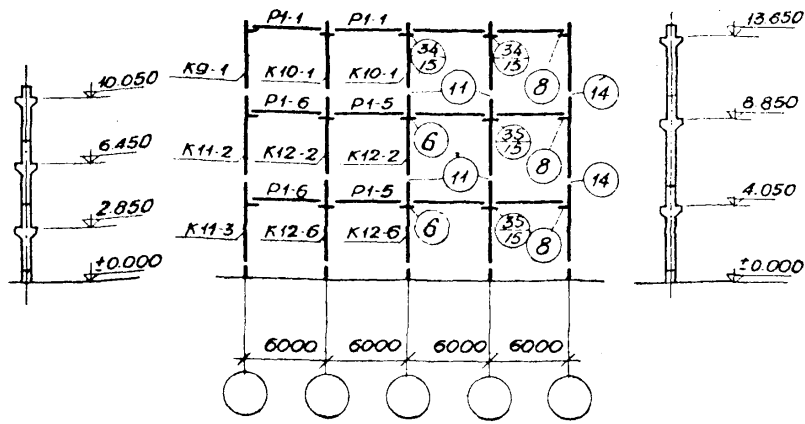 10.050
6.450
2.850
±0.000
Р1-1 Р1-1
К9-1 К10-1 К10-1
34/15 34/15
11 8 14
Р1-6 Р1-5
К11-2 К12-2 К12-2
6 35/15 8
11 14
Р1-6 Р1-5
К11-3 К12-6 К12-6
6 35/15 8
6000 6000 6000 6000
13.650
8.850
4.050
±0.000